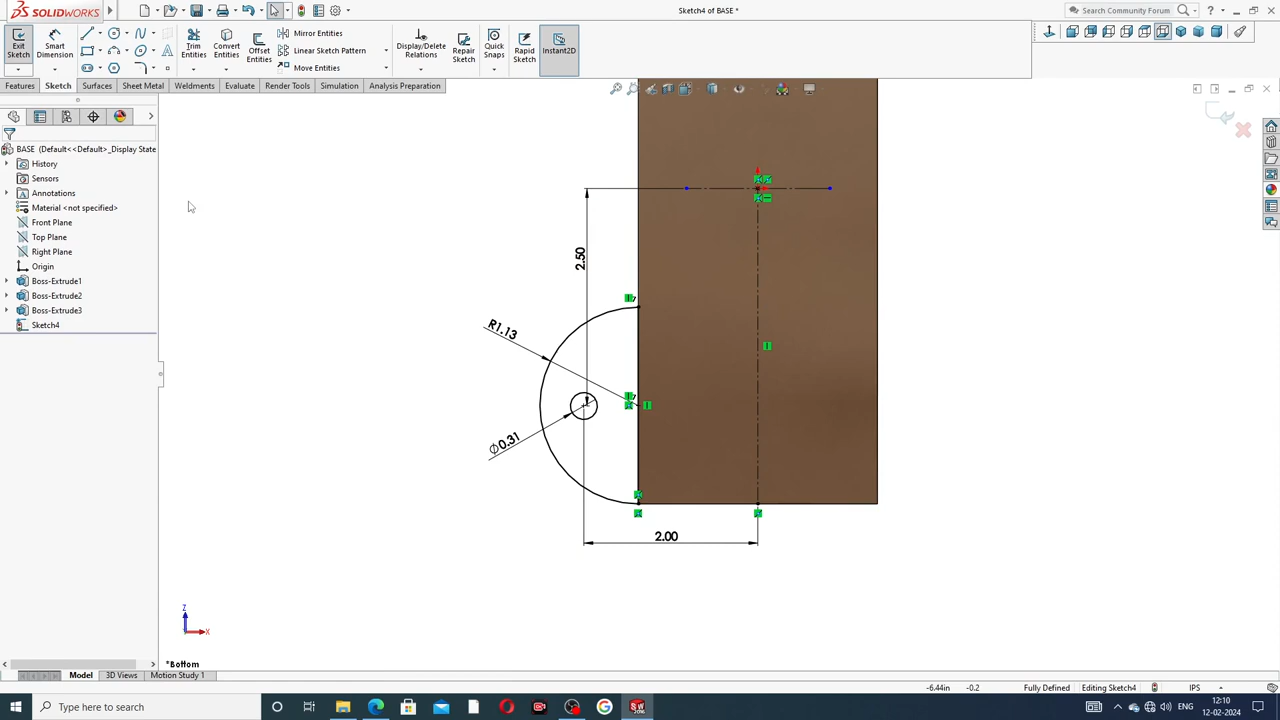 SOLIDWORKS
Sketch4 of BASE *
Search Community Forum
Exit
Sketch
Smart
Dimension
Trim
Entities
Convert
Entities
Offset
Entities
Mirror Entities
Linear Sketch Pattern
Move Entities
Display/Delete
Relations
Repair
Sketch
Quick
Snaps
Rapid
Sketch
Instant2D
Features
Sketch
Surfaces
Sheet Metal
Weldments
Evaluate
Render Tools
Simulation
Analysis Preparation
BASE (Default<<Default>_Display State
History
Sensors
Annotations
Material <not specified>
Front Plane
Top Plane
Right Plane
Origin
Boss-Extrude1
Boss-Extrude2
Boss-Extrude3
Sketch4
2.50
R1.13
Ø0.31
2.00
Z
X
*Bottom
Model
3D Views
Motion Study 1
-6.44in
-0.2
Fully Defined
Editing Sketch4
IPS
Type here to search
ENG
12:10
12-02-2024